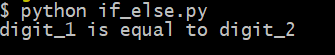 $ python if_else.py
digit_1 is equal to digit_2